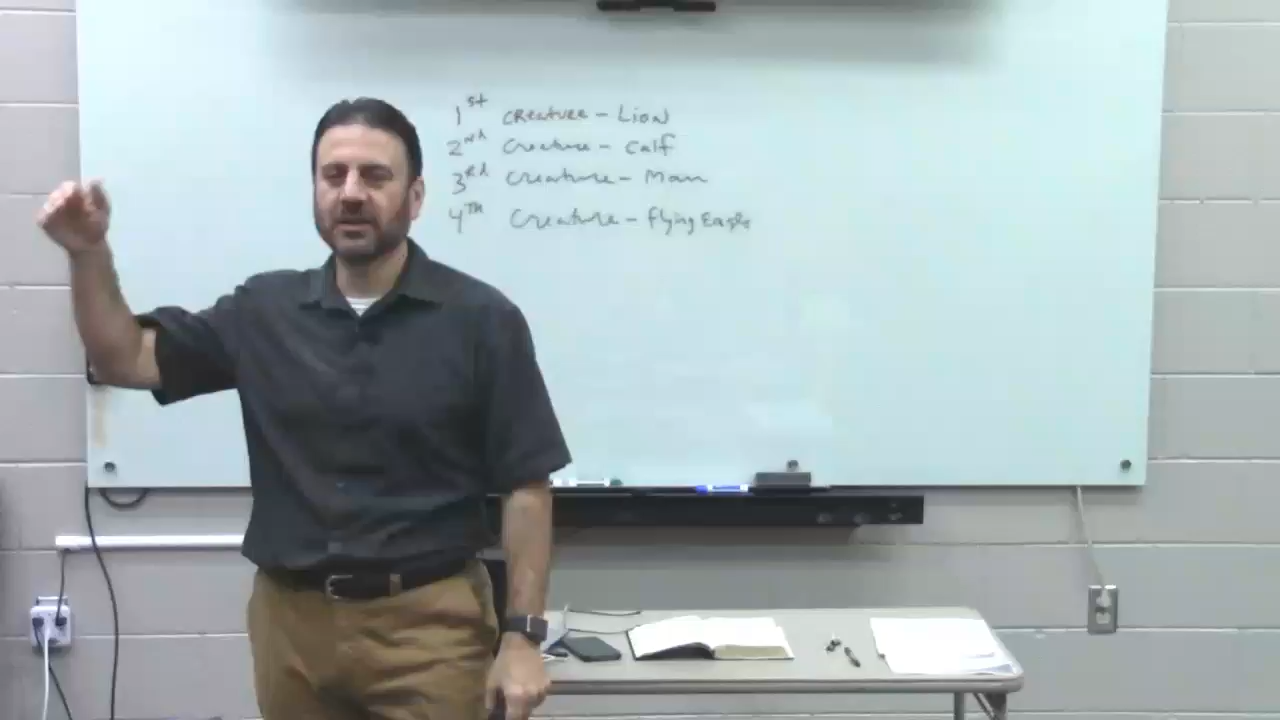 1st Creature - Lion
2nd Creature - Calf
3rd Creature - Man
4TH Creature - Flying Eagle